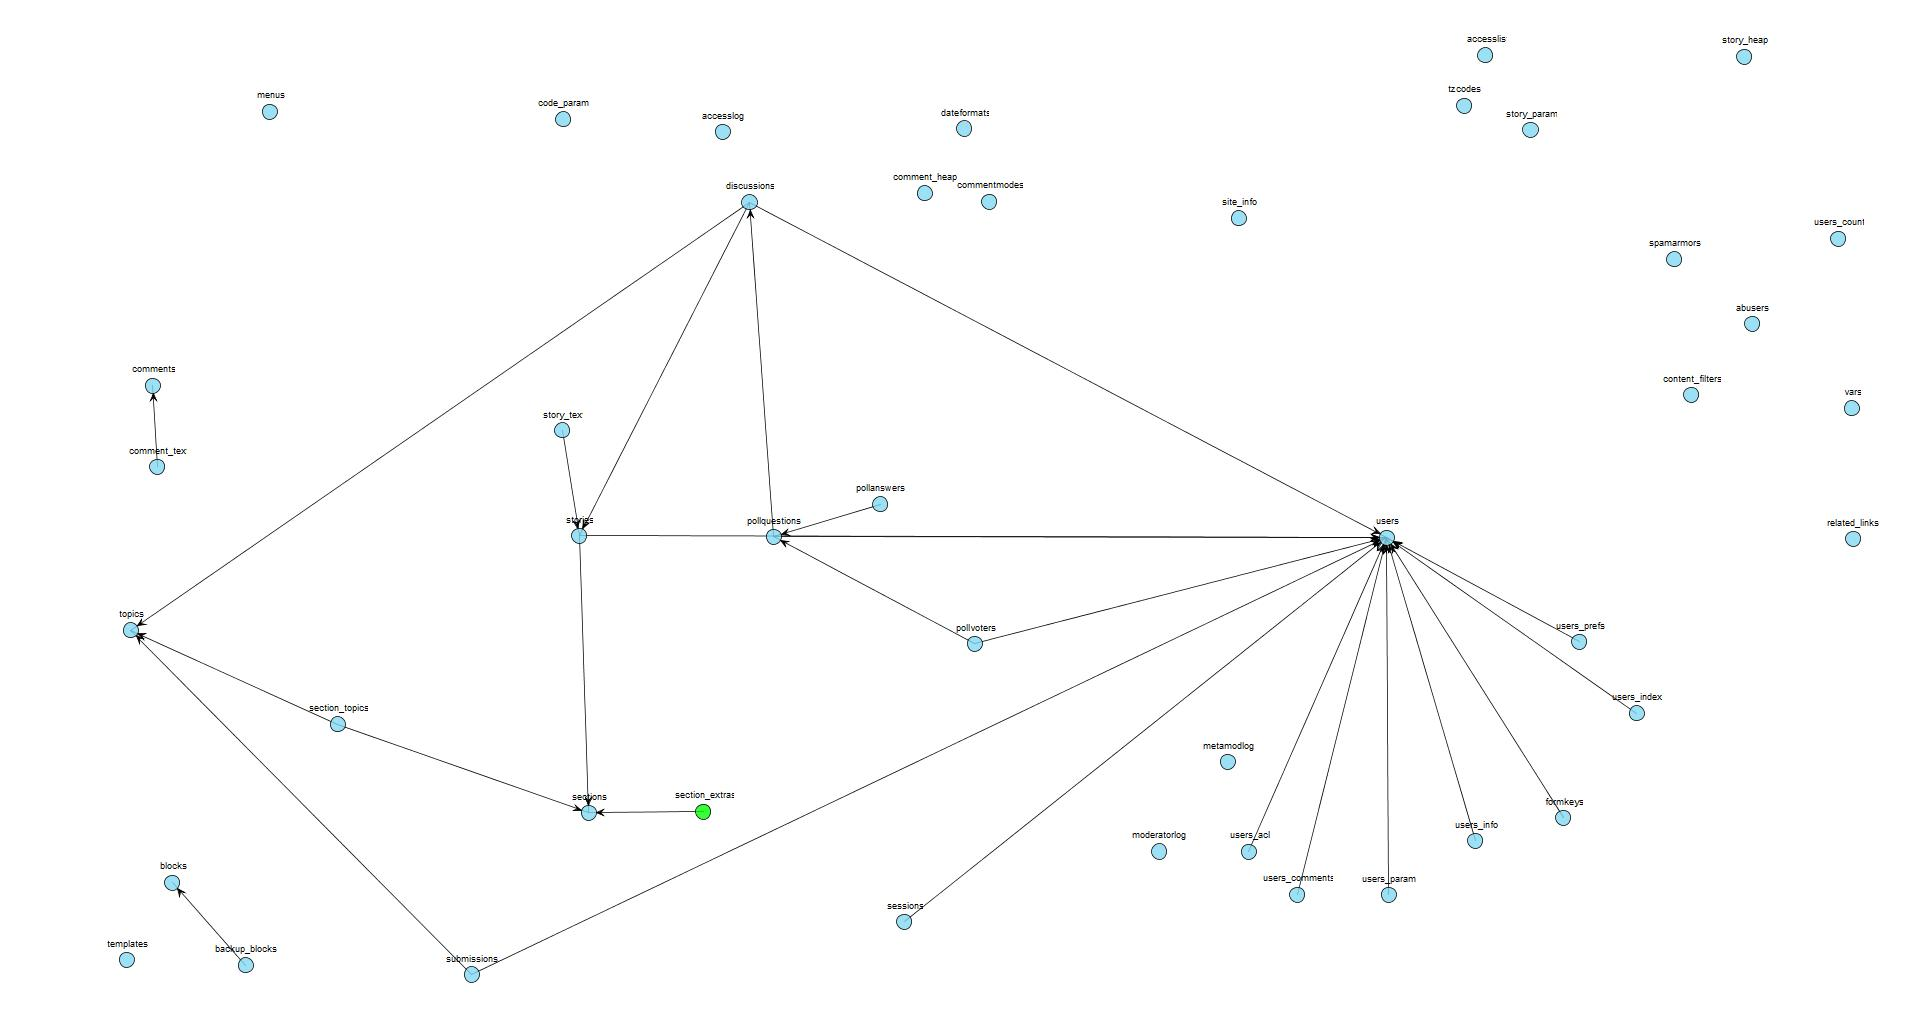 accesslis
story_heap
menus
code_param
accesslog
dateformats
tzcodes
story_param
discussions
comment_heap
commentmodes
site_info
users_count
spamarmors
abusers
comments
content_filters
vars
story_tex
comment_tex
pollanswers
stories
pollquestions
users
related_links
topics
pollvoters
users_prefs
section_topics
users_index
metamodlog
sections
section_extras
formkeys
moderatorlog
users_acl
users_info
blocks
users_comments
users_param
sessions
templates
backup_blocks
submissions